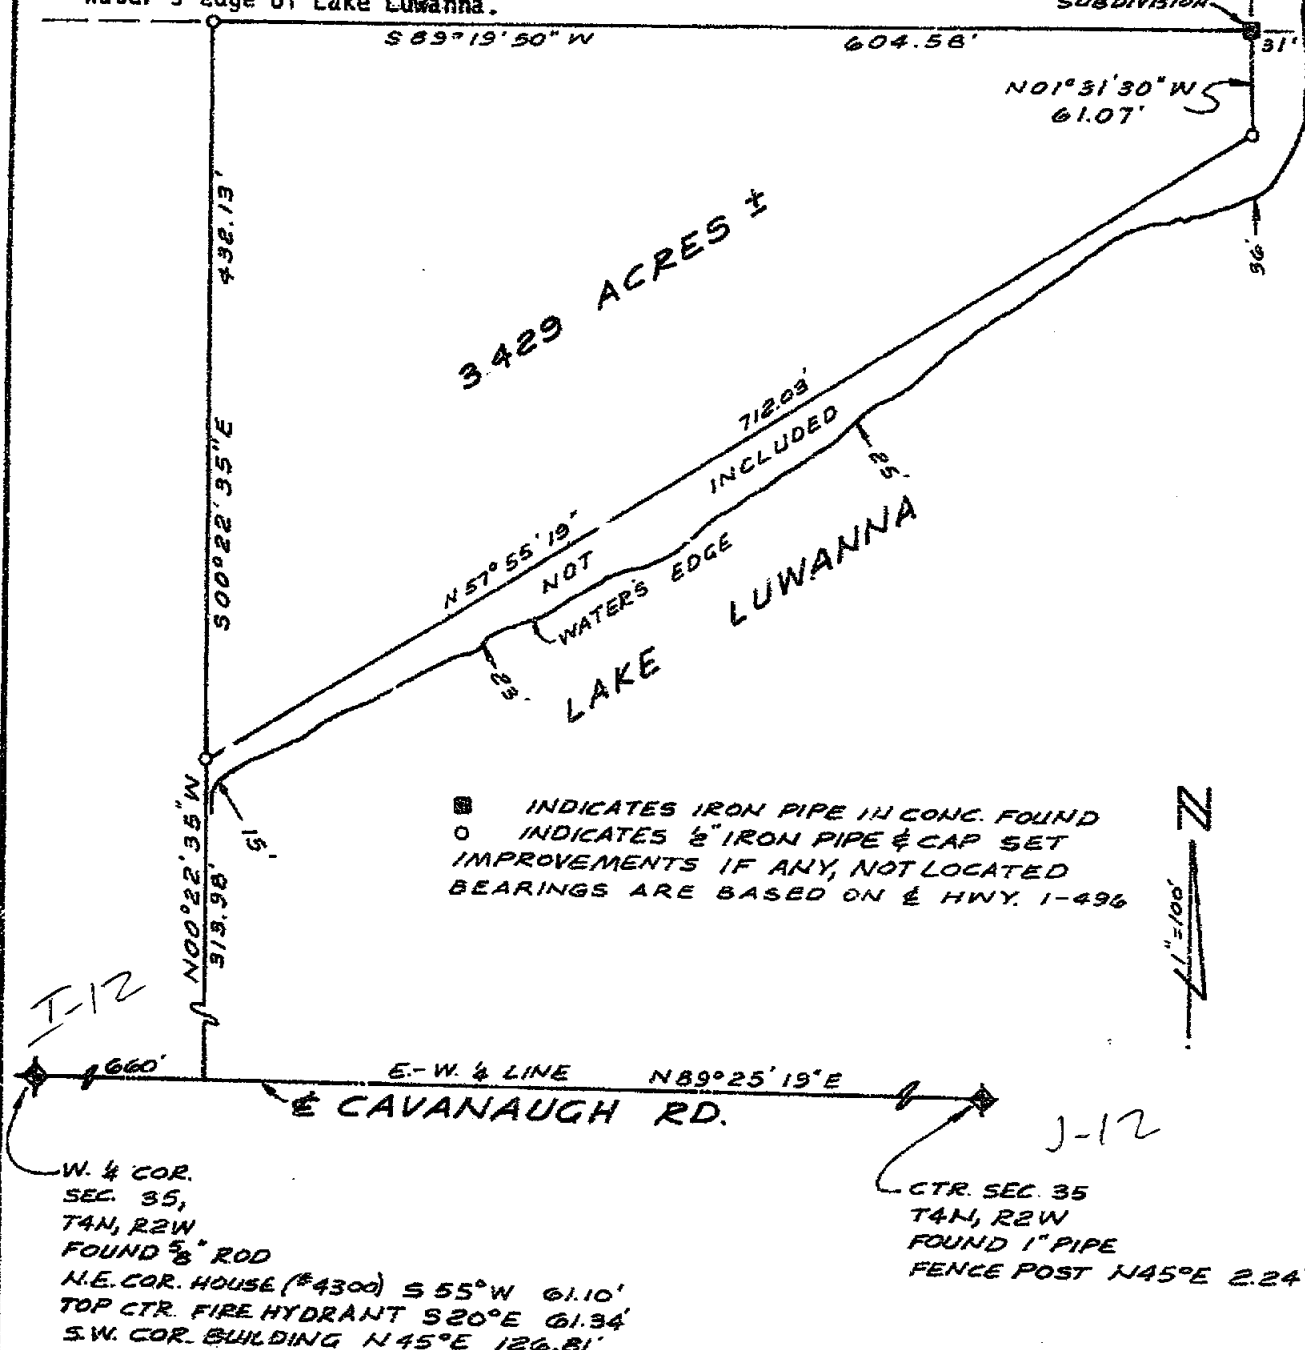 water's edge of Lake Luwanna.
SUBDIVISION
S 89°19'50" W 604.58'
31'
N01°31'30"W
61.07'
432.13'
S00°22'35"E
3.429 ACRES ±
36'
712.03'
N57°55'19"
NOT INCLUDED
25'
WATER'S EDGE
23'
LAKE LUWANNA
15'
N00°22'35"W
313.98'
INDICATES IRON PIPE IN CONC. FOUND
INDICATES ½" IRON PIPE & CAP SET
IMPROVEMENTS IF ANY, NOT LOCATED
BEARINGS ARE BASED ON ℄ HWY. I-496
N
1"=100'
I-12
660'
E.-W. ¼ LINE N89°25'19"E
℄ CAVANAUGH RD.
J-12
W. ¼ COR.
SEC. 35,
T4N, R2W
FOUND ⅝" ROD
N.E. COR. HOUSE (#4300) S 55°W 61.10'
TOP CTR. FIRE HYDRANT S20°E 61.34'
S.W. COR. BUILDING N45°E 126.81'
CTR. SEC. 35
T4N, R2W
FOUND 1" PIPE
FENCE POST N45°E 2.24'